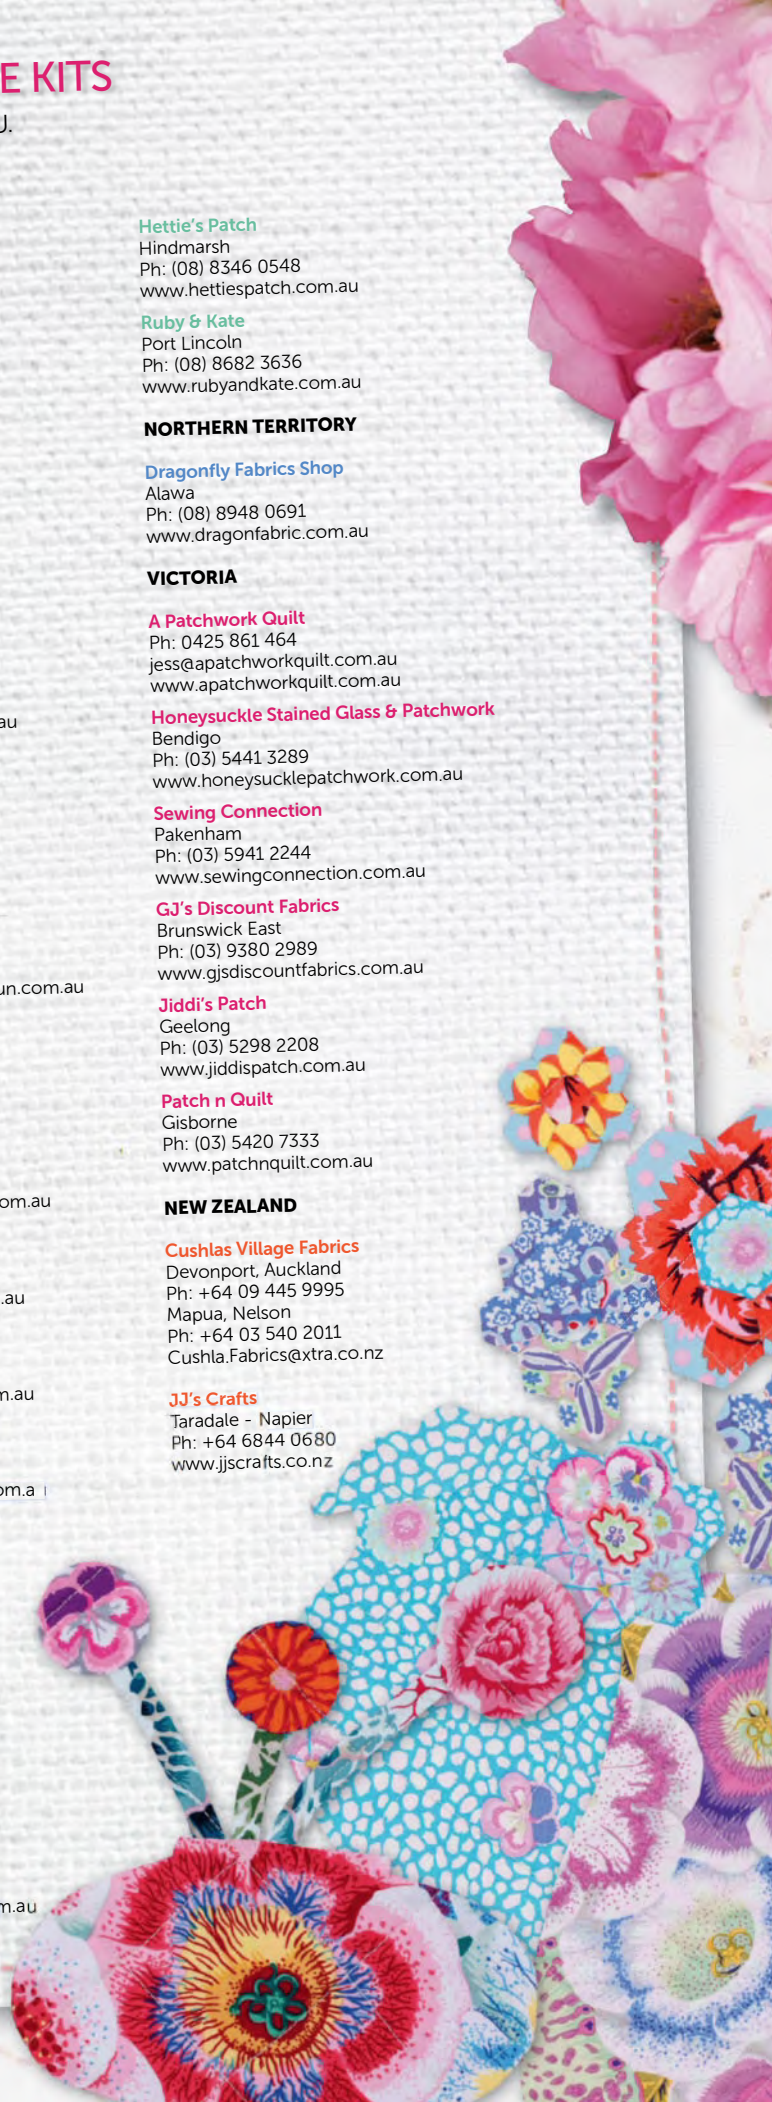 E KITS
U.
Hettie's Patch
Hindmarsh
Ph: (08) 8346 0548
www.hettiespatch.com.au
Ruby & Kate
Port Lincoln
Ph: (08) 8682 3636
www.rubyandkate.com.au
NORTHERN TERRITORY
Dragonfly Fabrics Shop
Alawa
Ph: (08) 8948 0691
www.dragonfabric.com.au
VICTORIA
A Patchwork Quilt
Ph: 0425 861 464
jess@apatchworkquilt.com.au
www.apatchworkquilt.com.au
Honeysuckle Stained Glass & Patchwork
Bendigo
Ph: (03) 5441 3289
www.honeysucklepatchwork.com.au
Sewing Connection
Pakenham
Ph: (03) 5941 2244
www.sewingconnection.com.au
GJ's Discount Fabrics
Brunswick East
Ph: (03) 9380 2989
www.gjsdiscountfabrics.com.au
Jiddi's Patch
Geelong
Ph: (03) 5298 2208
www.jiddispatch.com.au
Patch n Quilt
Gisborne
Ph: (03) 5420 7333
www.patchnquilt.com.au
NEW ZEALAND
Cushlas Village Fabrics
Devonport, Auckland
Ph: +64 09 445 9995
Mapua, Nelson
Ph: +64 03 540 2011
Cushla.Fabrics@xtra.co.nz
JJ's Crafts
Taradale - Napier
Ph: +64 6844 0680
www.jjscrafts.co.nz
au
un.com.au
om.au
.au
m.au
om.a
m.au